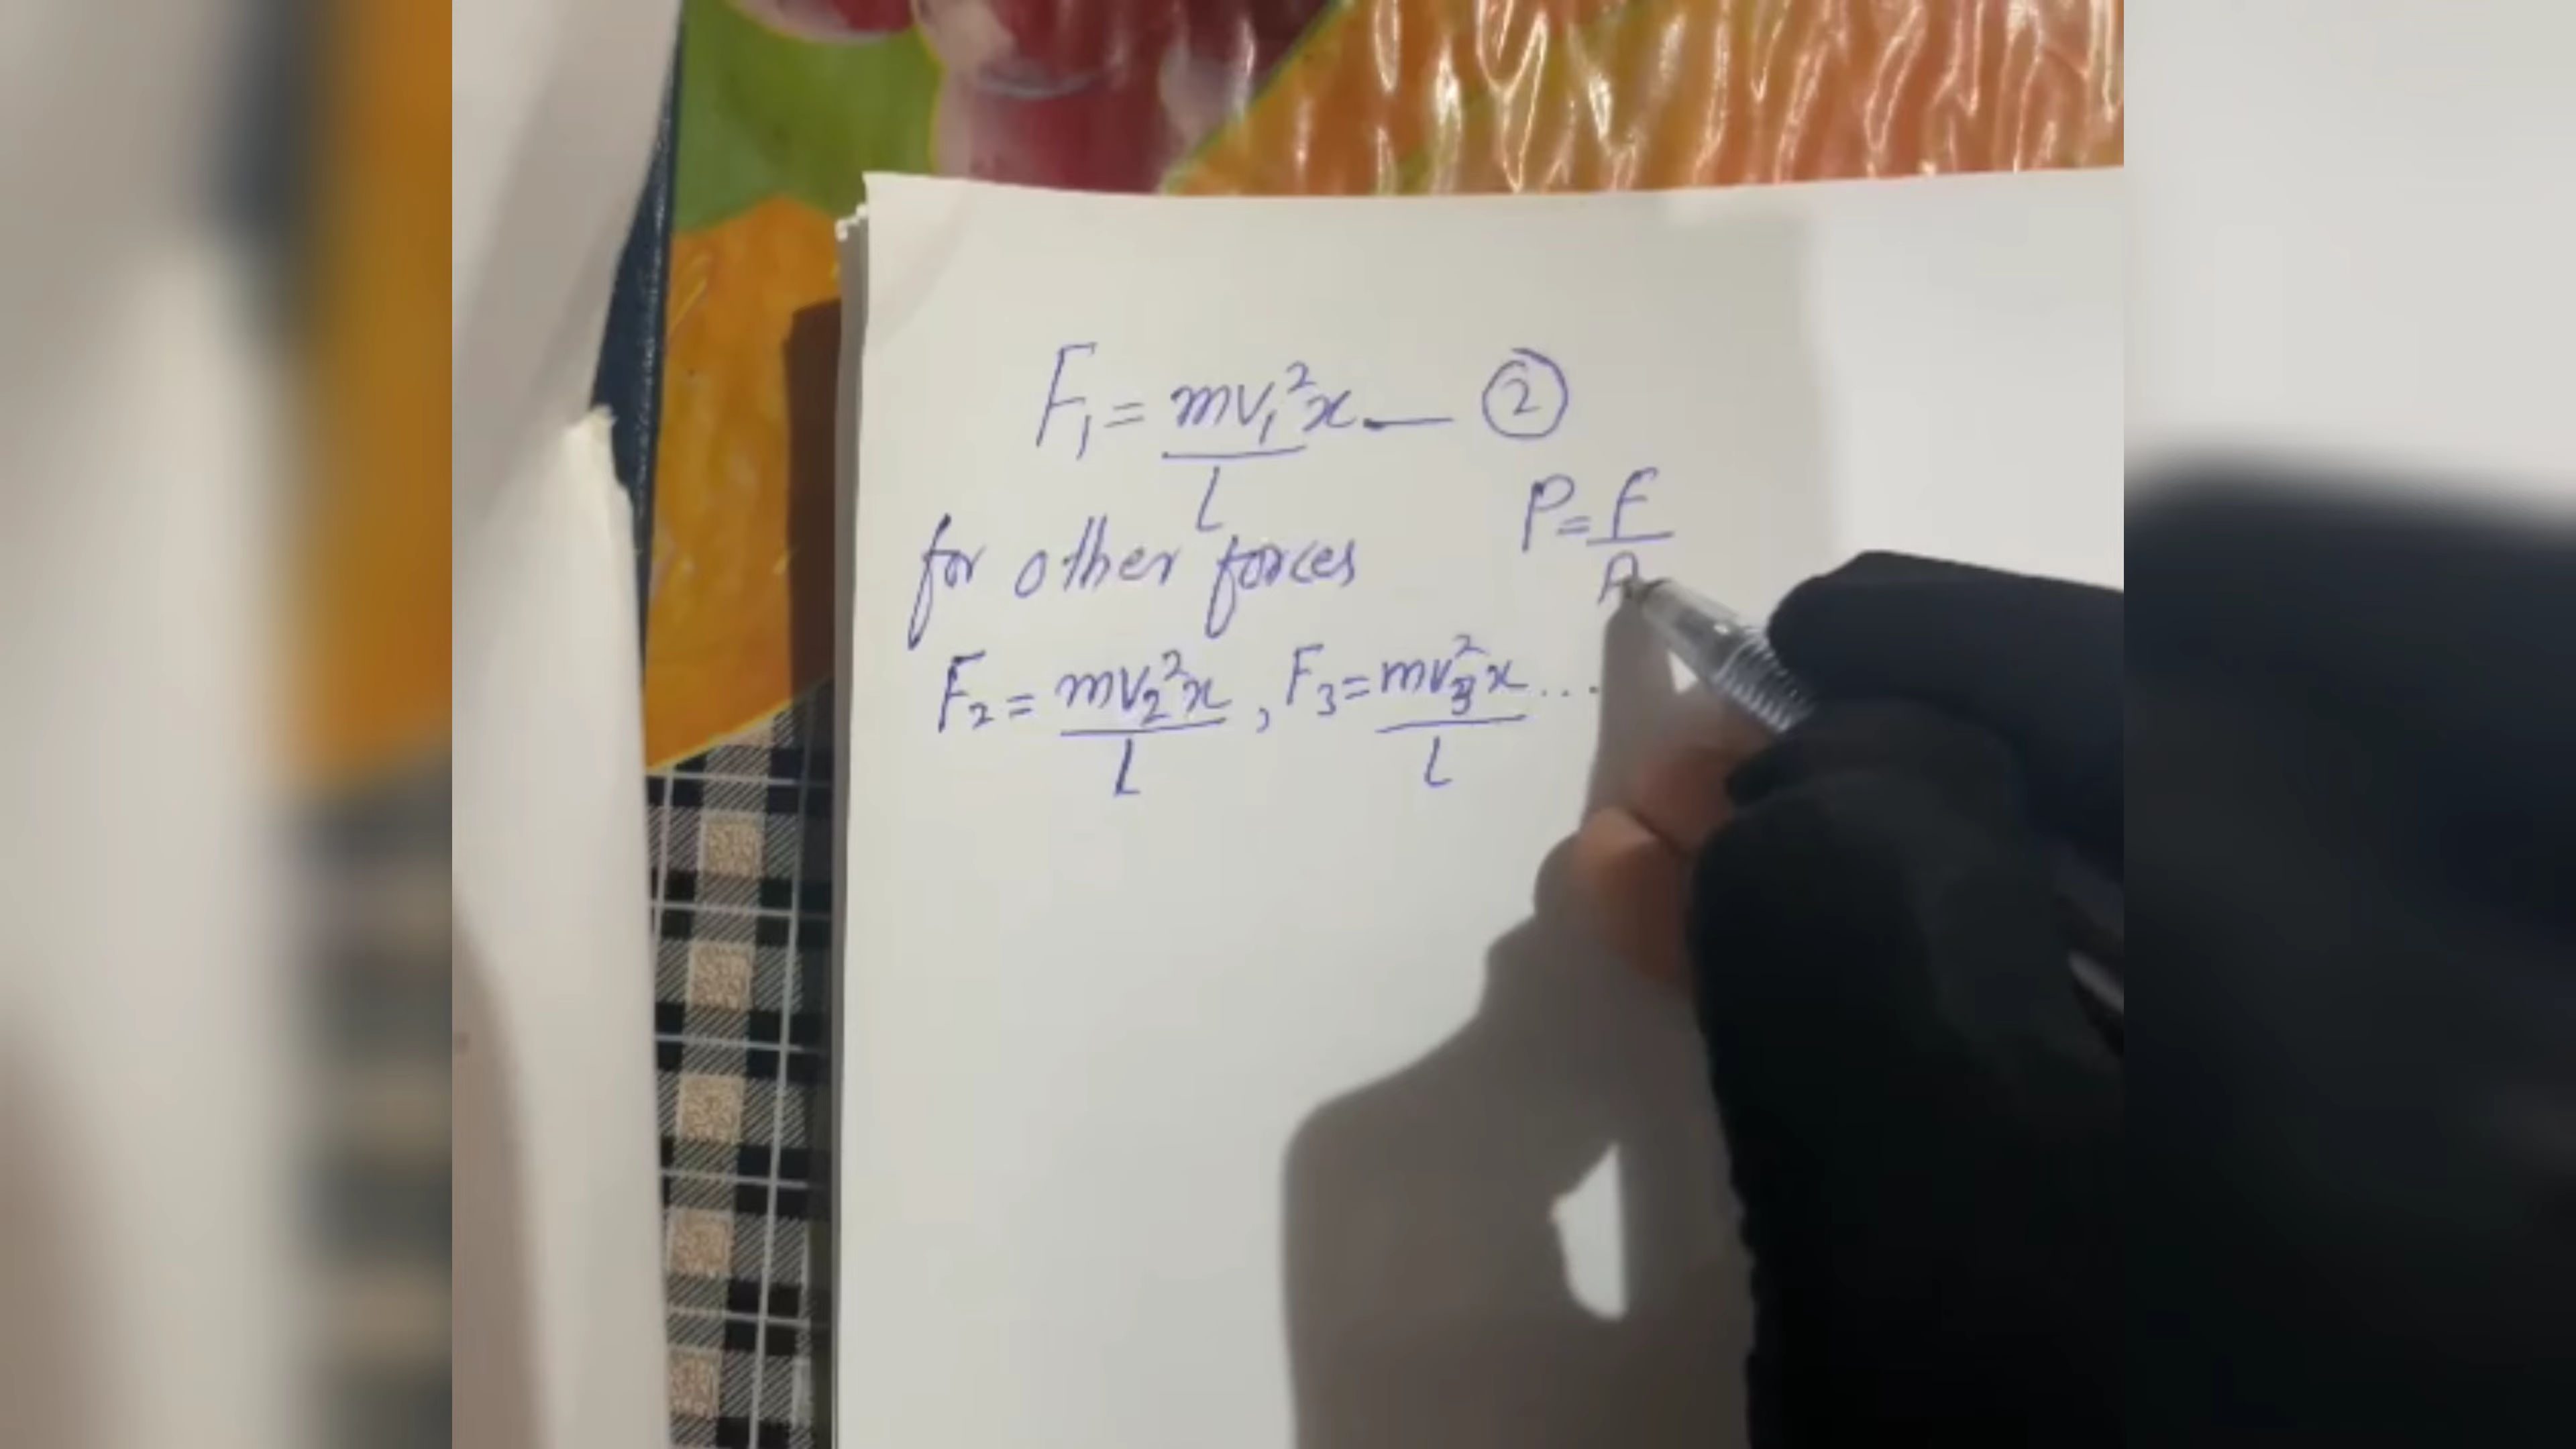 F₁ = mv₁²x / L — ②
P = F / A
for other forces
F₂ = mv₂²x / L , F₃ = mv₃²x / L ...